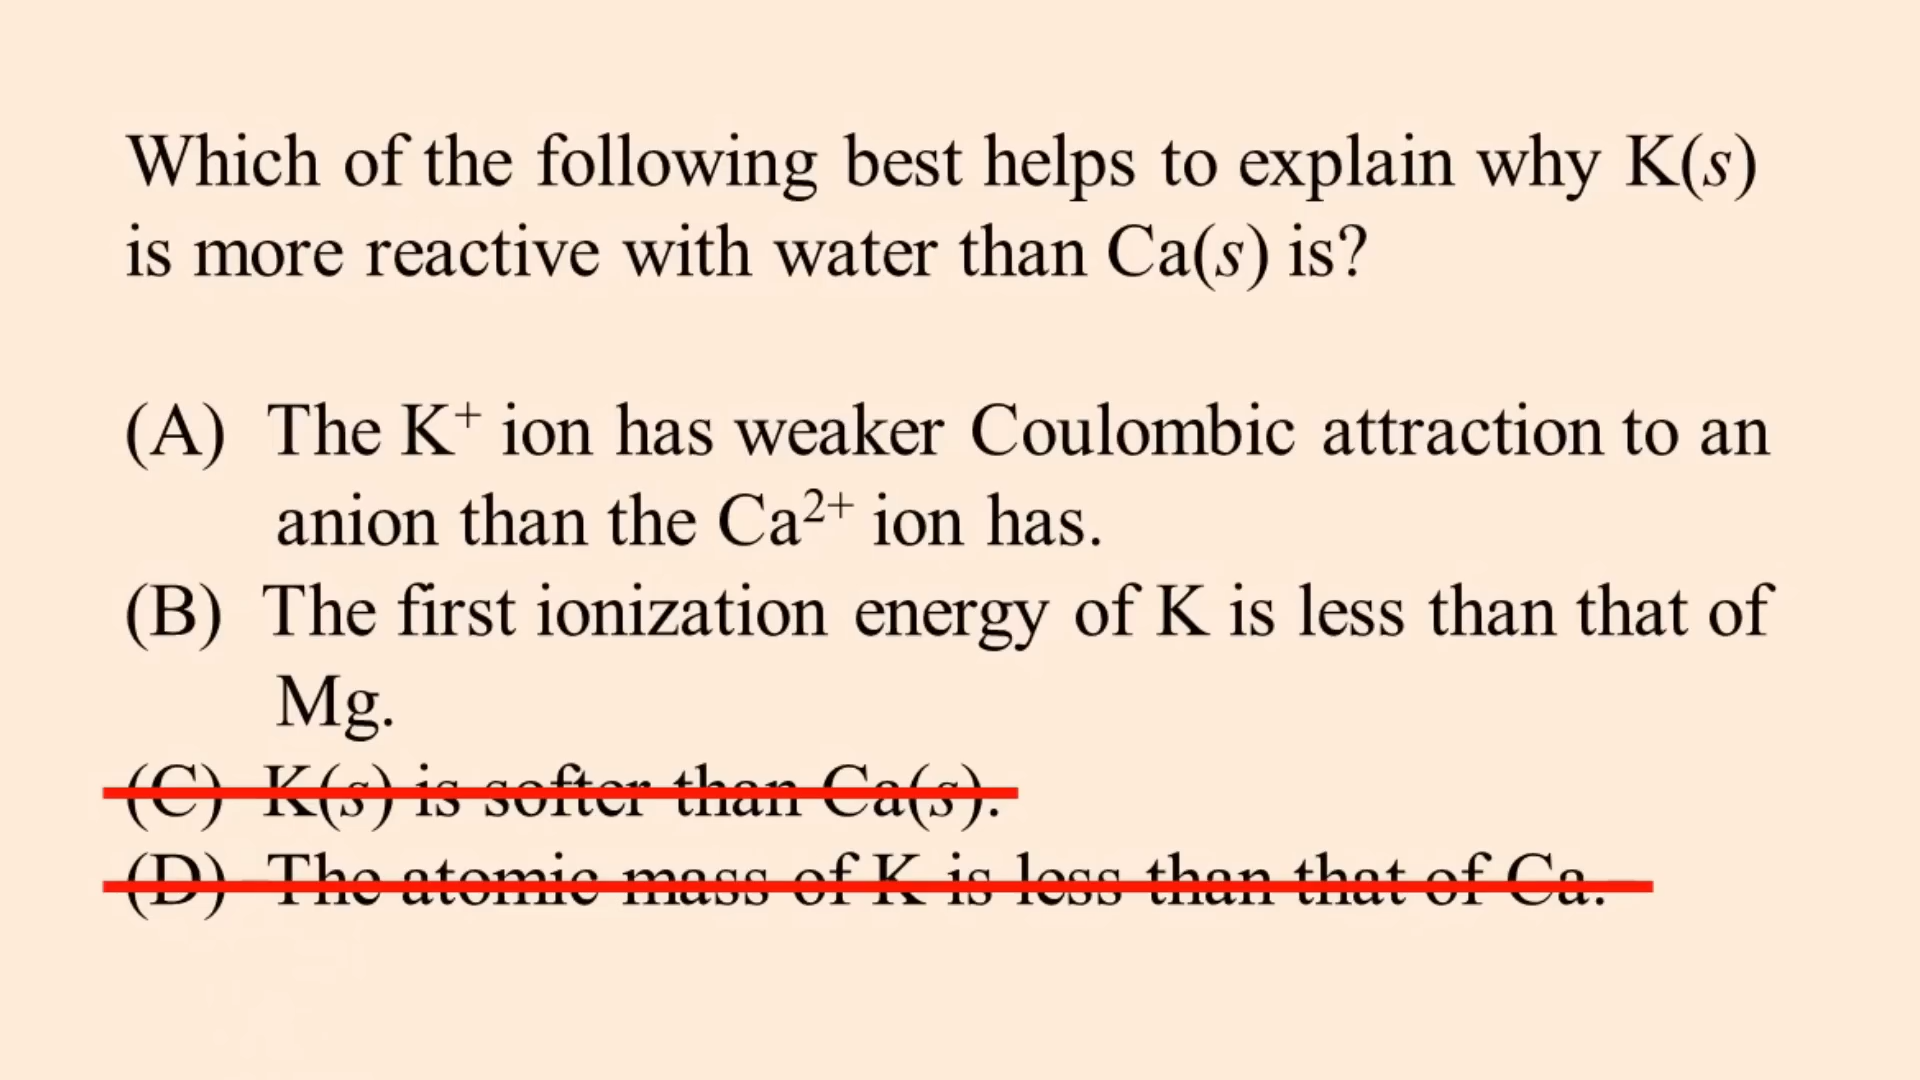 Which of the following best helps to explain why K(s)
is more reactive with water than Ca(s) is?
(A) The K⁺ ion has weaker Coulombic attraction to an
anion than the Ca²⁺ ion has.
(B) The first ionization energy of K is less than that of
Mg.
(C) K(s) is softer than Ca(s).
(D) The atomic mass of K is less than that of Ca.